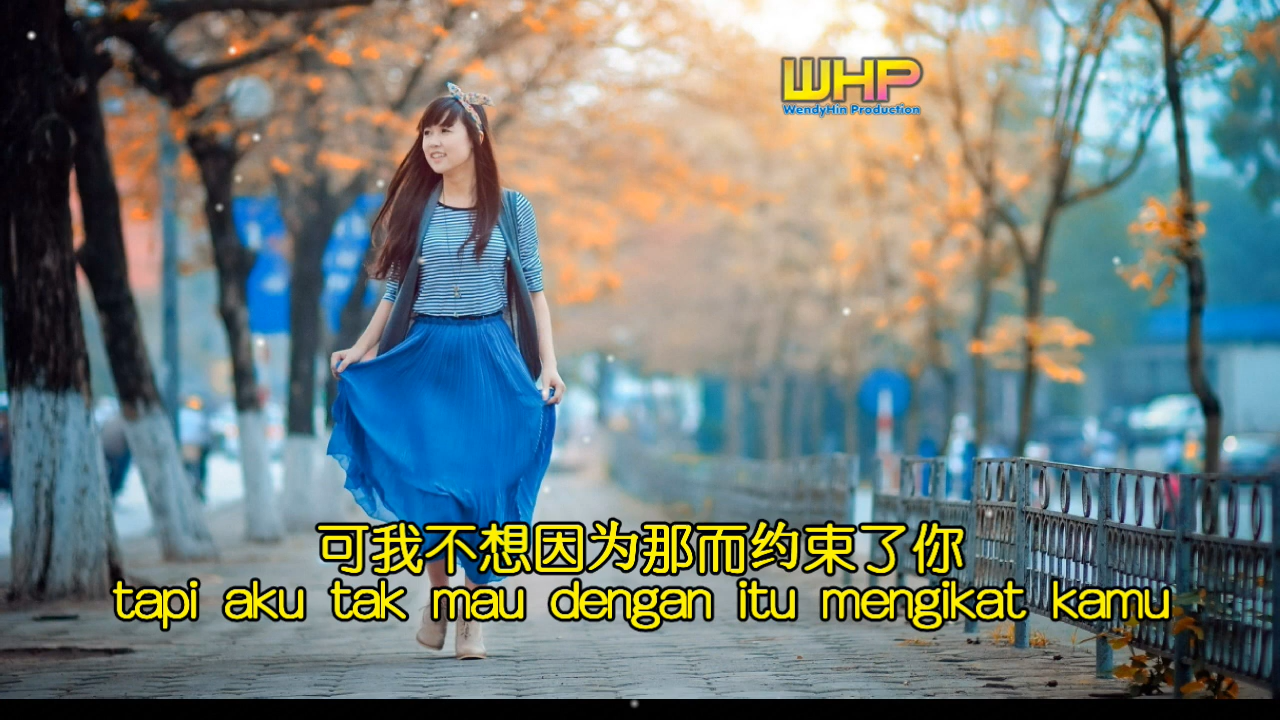 WHP
WendyHin Production
可我不想因为那而约束了你
tapi aku tak mau dengan itu mengikat kamu